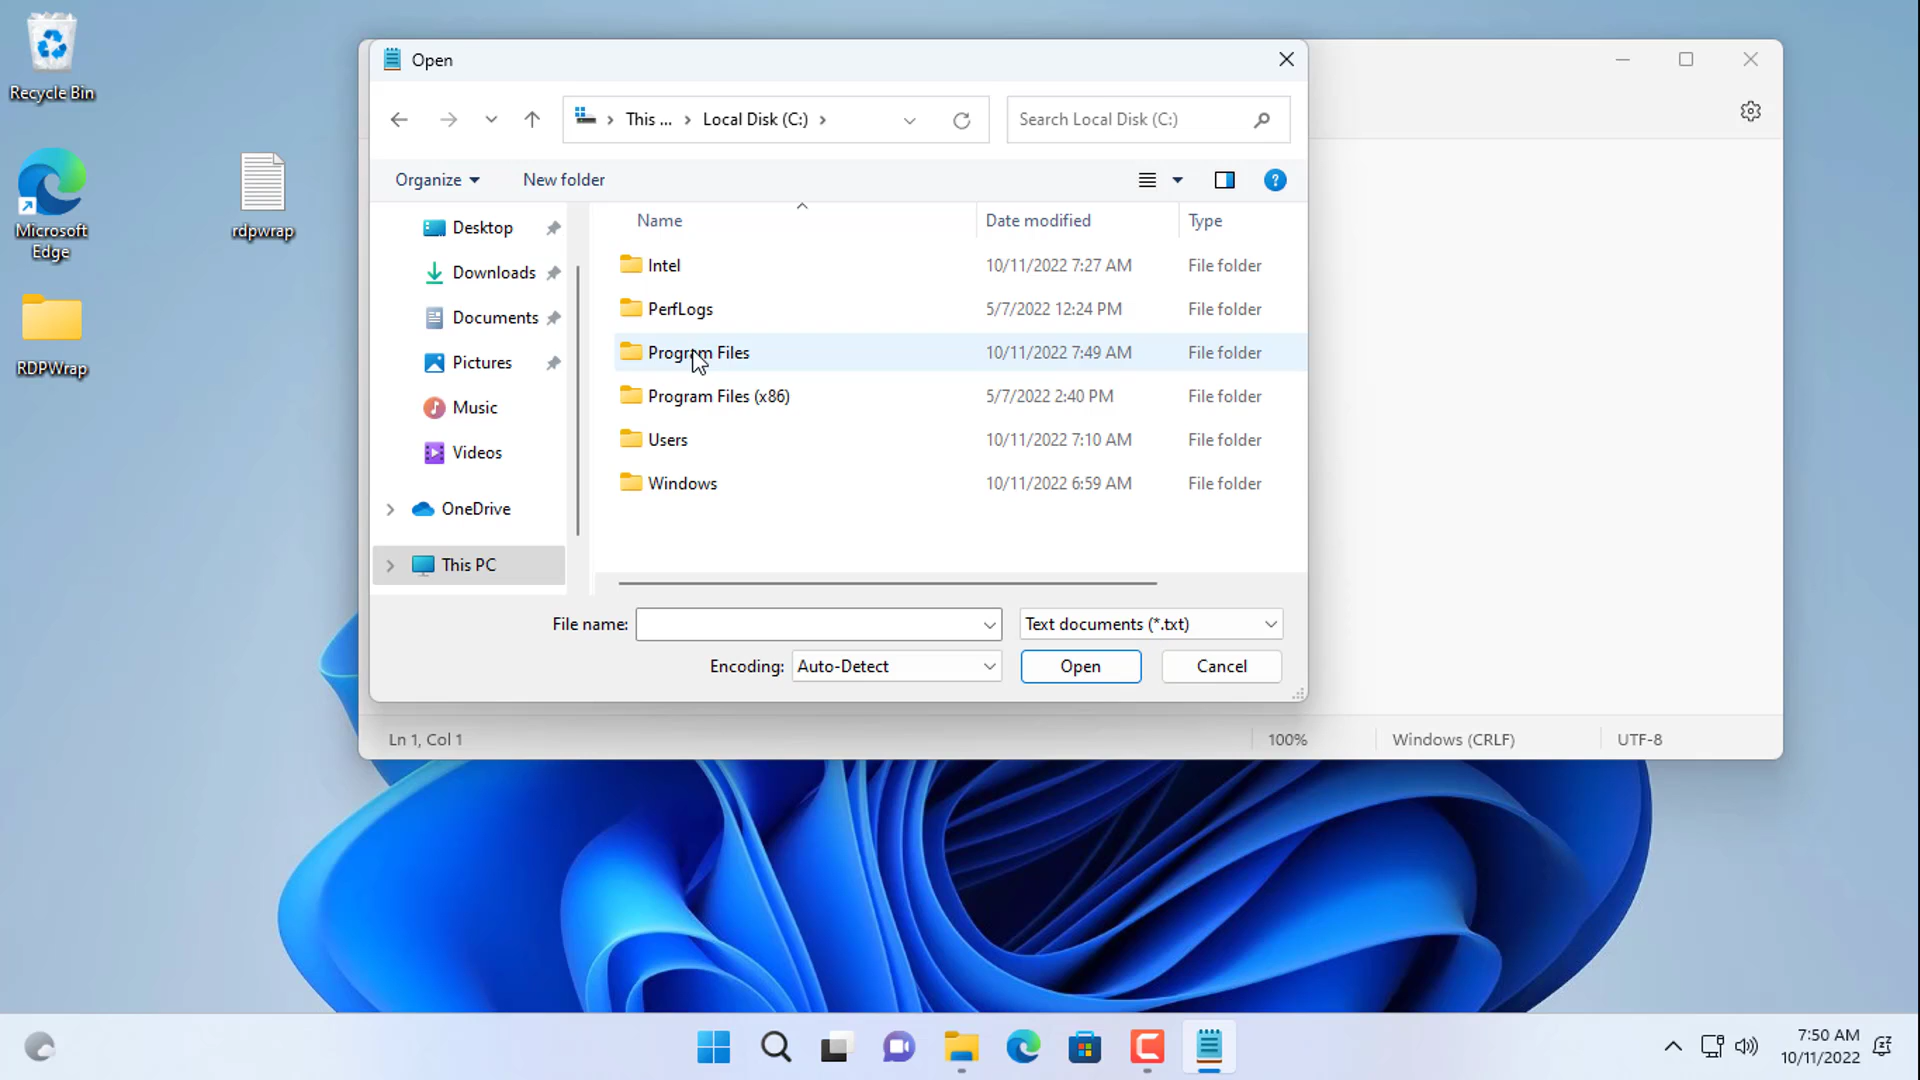 Recycle Bin
Microsoft
Edge
rdpwrap
RDPWrap
Open
This ...
Local Disk (C:)
Search Local Disk (C:)
Organize
New folder
Desktop
Downloads
Documents
Pictures
Music
Videos
OneDrive
This PC
Name Date modified Type
Intel 10/11/2022 7:27 AM File folder
PerfLogs 5/7/2022 12:24 PM File folder
Program Files 10/11/2022 7:49 AM File folder
Program Files (x86) 5/7/2022 2:40 PM File folder
Users 10/11/2022 7:10 AM File folder
Windows 10/11/2022 6:59 AM File folder
File name:
Text documents (*.txt)
Encoding: Auto-Detect
Open
Cancel
Ln 1, Col 1
100%
Windows (CRLF)
UTF-8
7:50 AM
10/11/2022